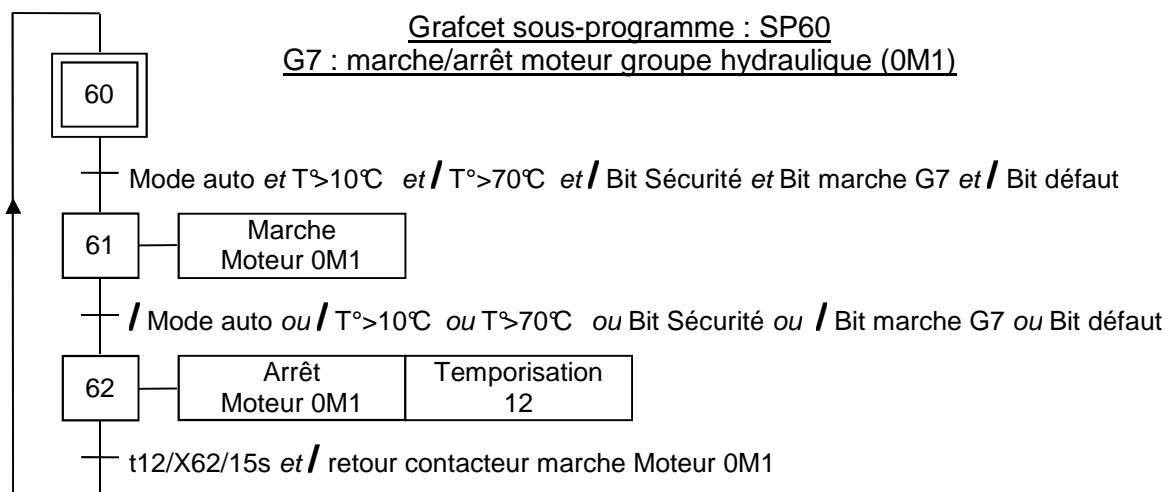 Grafcet sous-programme : SP60
G7 : marche/arrêt moteur groupe hydraulique (0M1)
60
Mode auto et T°>10°C et / T°>70°C et / Bit Sécurité et Bit marche G7 et / Bit défaut
61
Marche
Moteur 0M1
/ Mode auto ou / T°>10°C ou T°>70°C ou Bit Sécurité ou / Bit marche G7 ou Bit défaut
62
Arrêt
Moteur 0M1
Temporisation
12
t12/X62/15s et / retour contacteur marche Moteur 0M1